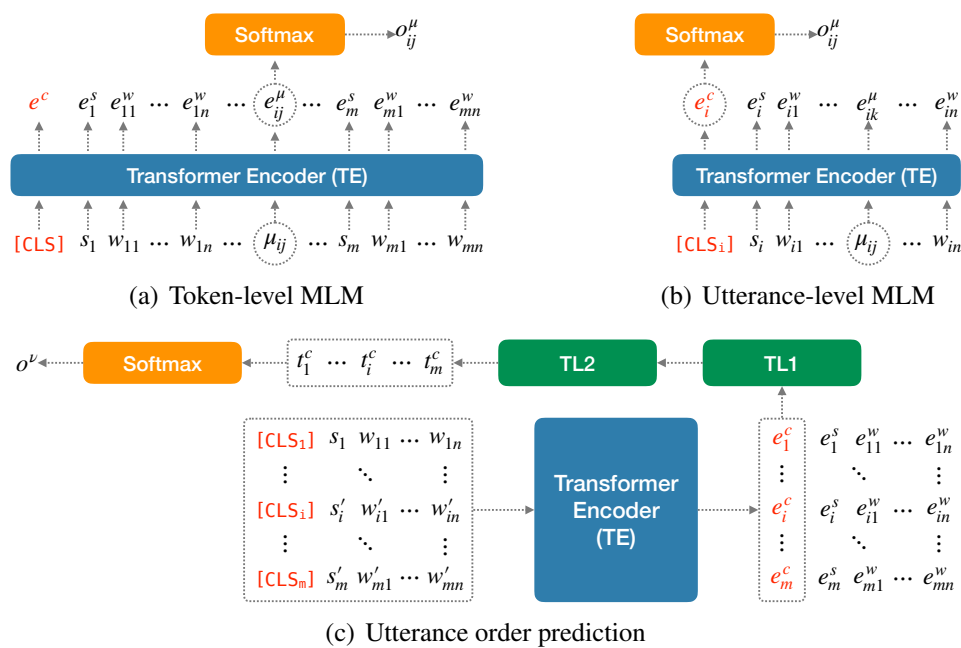 Softmax o^μ_ij
e^c e^s_1 e^w_11 ⋯ e^w_1n ⋯ e^μ_ij ⋯ e^s_m e^w_m1 ⋯ e^w_mn
Transformer Encoder (TE)
[CLS] s_1 w_11 ⋯ w_1n ⋯ μ_ij ⋯ s_m w_m1 ⋯ w_mn
(a) Token-level MLM
Softmax o^μ_ij
e^c_i e^s_i e^w_i1 ⋯ e^μ_ik ⋯ e^w_in
Transformer Encoder (TE)
[CLS_i] s_i w_i1 ⋯ μ_ij ⋯ w_in
(b) Utterance-level MLM
o^ν Softmax t^c_1 ⋯ t^c_i ⋯ t^c_m TL2 TL1
[CLS_1] s_1 w_11 ⋯ w_1n
⋮ ⋱ ⋮
[CLS_i] s′_i w′_i1 ⋯ w′_in
⋮ ⋱ ⋮
[CLS_m] s′_m w′_m1 ⋯ w′_mn
Transformer
Encoder
(TE)
e^c_1 e^s_1 e^w_11 ⋯ e^w_1n
⋮ ⋱ ⋮
e^c_i e^s_i e^w_i1 ⋯ e^w_in
⋮ ⋱ ⋮
e^c_m e^s_m e^w_m1 ⋯ e^w_mn
(c) Utterance order prediction